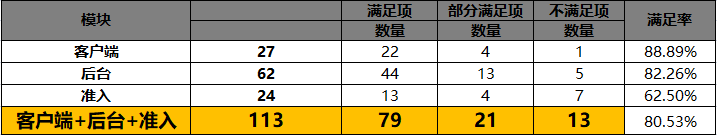 模块 满足项 部分满足项 不满足项 满足率
数量 数量 数量
客户端 27 22 4 1 88.89%
后台 62 44 13 5 82.26%
准入 24 13 4 7 62.50%
客户端+后台+准入 113 79 21 13 80.53%